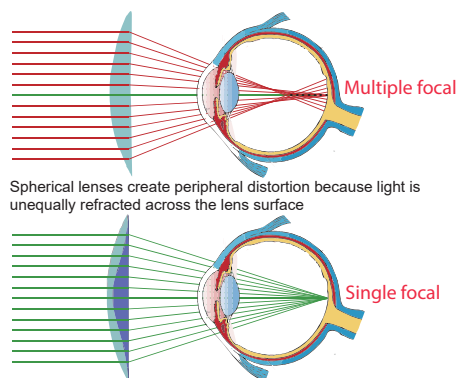 Multiple focal
Spherical lenses create peripheral distortion because light is
unequally refracted across the lens surface
Single focal